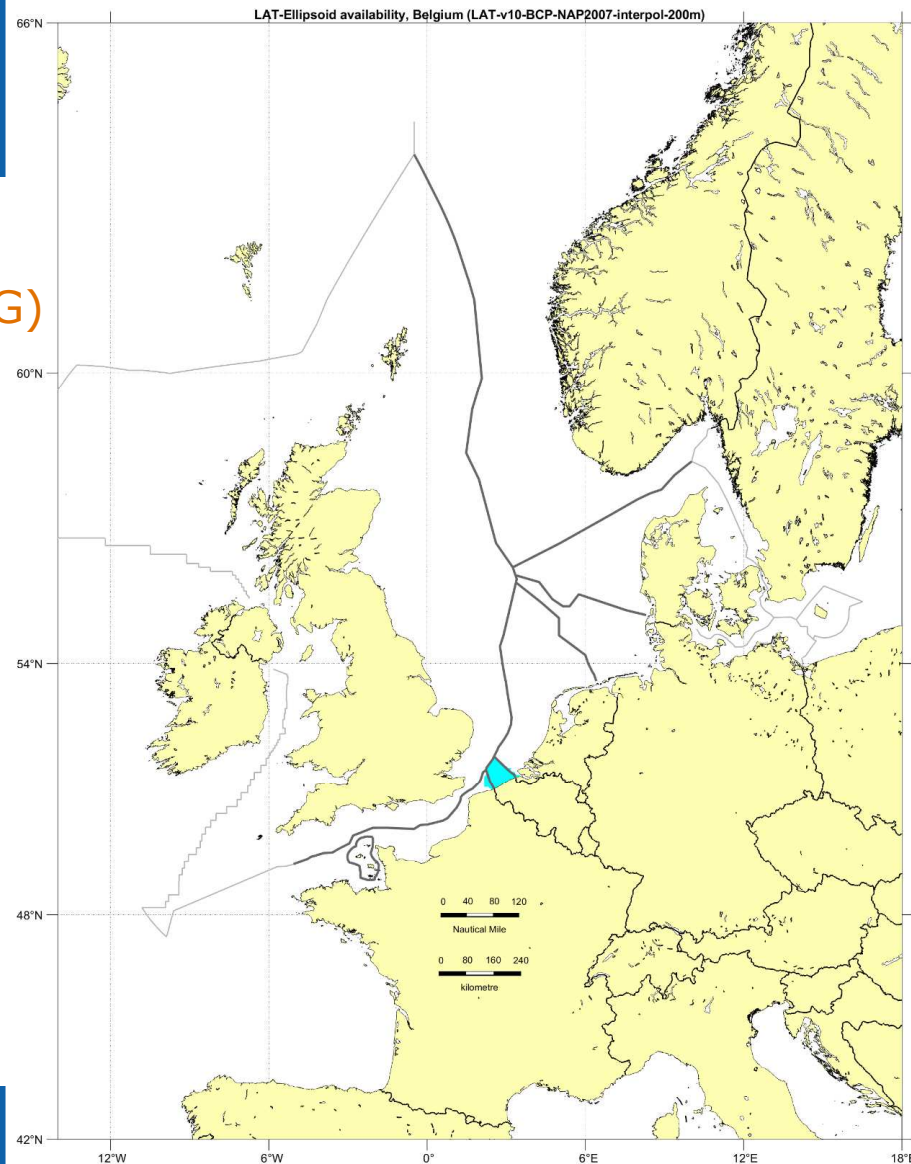 LAT-Ellipsoid availability, Belgium (LAT-v10-BCP-NAP2007-interpol-200m)
66°N
G)
60°N
54°N
48°N
42°N
0 40 80 120
Nautical Mile
0 80 160 240
kilometre
12°W 6°W 0° 6°E 12°E 18°E